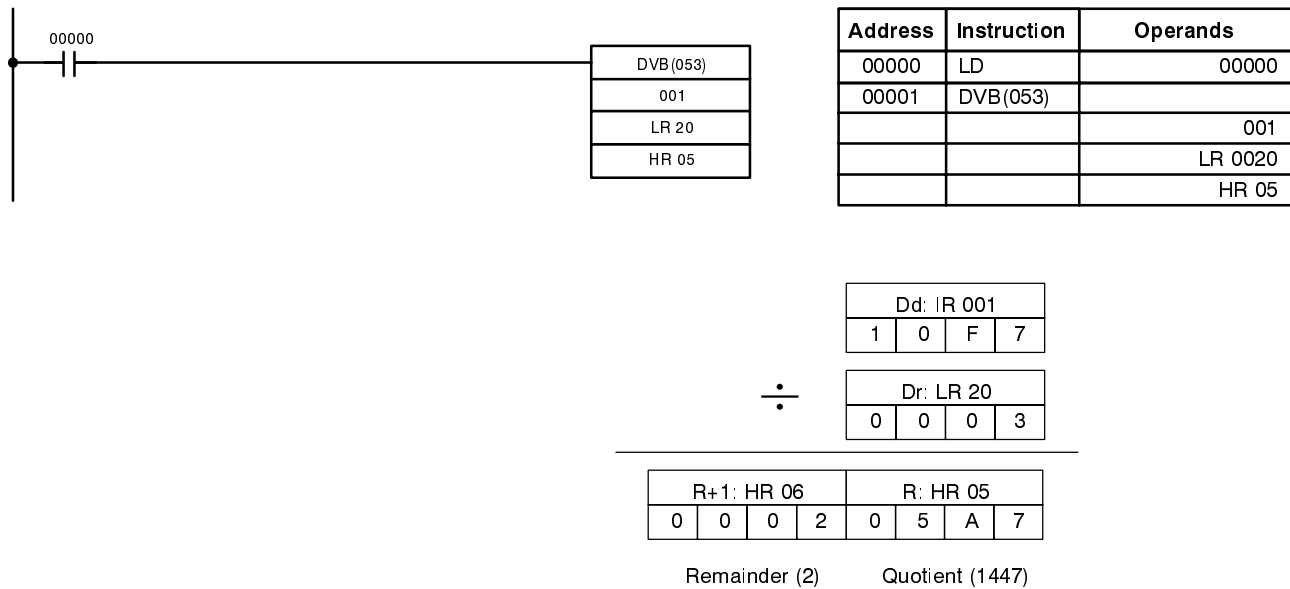 00000
DVB(053)
001
LR 20
HR 05
Address Instruction Operands
00000 LD 00000
00001 DVB(053)
001
LR 0020
HR 05
Dd: IR 001
1 0 F 7
÷
Dr: LR 20
0 0 0 3
R+1: HR 06 R: HR 05
0 0 0 2 0 5 A 7
Remainder (2) Quotient (1447)